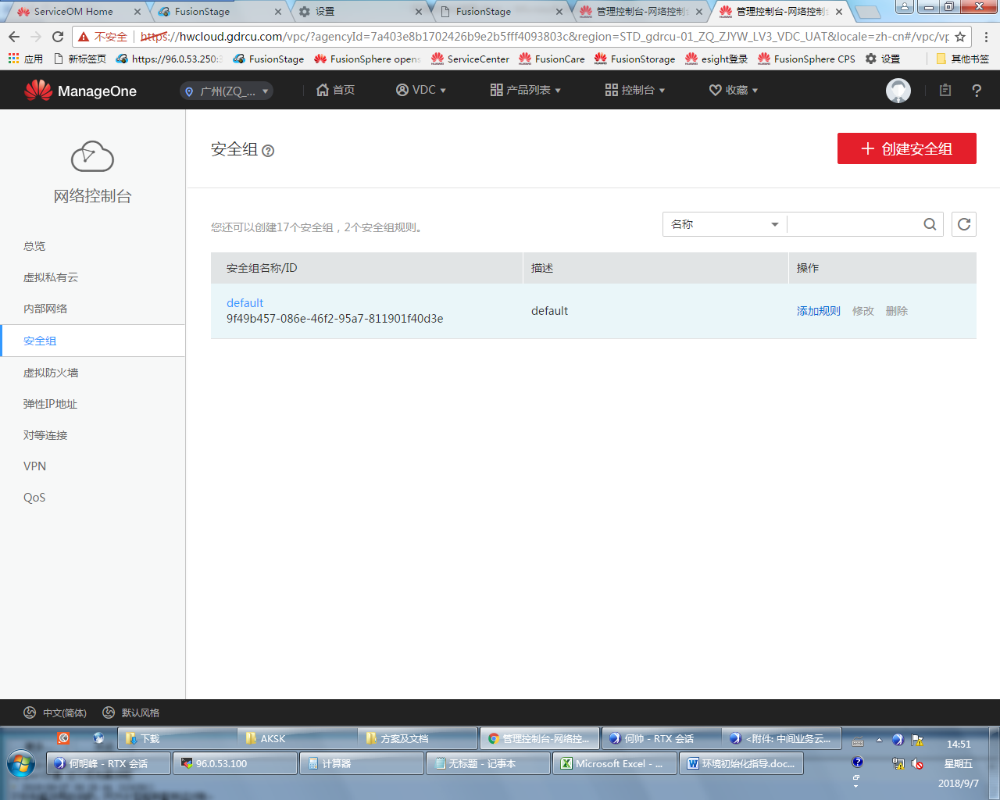 ServiceOM Home
FusionStage
设置
FusionStage
管理控制台-网络控制
管理控制台-网络控制
不安全 https://hwcloud.gdrcu.com/vpc/?agencyId=7a403e8b1702426b9e2b5fff4093803c&region=STD_gdrcu-01_ZQ_ZJYW_LV3_VDC_UAT&locale=zh-cn#/vpc/vp
应用 新标签页 https://96.0.53.250: FusionStage FusionSphere opens ServiceCenter FusionCare FusionStorage esight登录 FusionSphere CPS 设置 其他书签
ManageOne 广州(ZQ_... 首页 VDC 产品列表 控制台 收藏
网络控制台
总览
虚拟私有云
内部网络
安全组
虚拟防火墙
弹性IP地址
对等连接
VPN
QoS
安全组
创建安全组
您还可以创建17个安全组，2个安全组规则。
名称
安全组名称/ID 描述 操作
default
9f49b457-086e-46f2-95a7-811901f40d3e
default
添加规则 修改 删除
中文(简体) 默认风格
下载 AKSK 方案及文档 管理控制台-网络控... 何帅 - RTX 会话 <附件: 中间业务云...
何明峰 - RTX 会话 96.0.53.100 计算器 无标题 - 记事本 Microsoft Excel - ... 环境初始化指导.doc...
14:51
星期五
2018/9/7